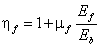 η_f = 1 + μ_f E_f / E_b